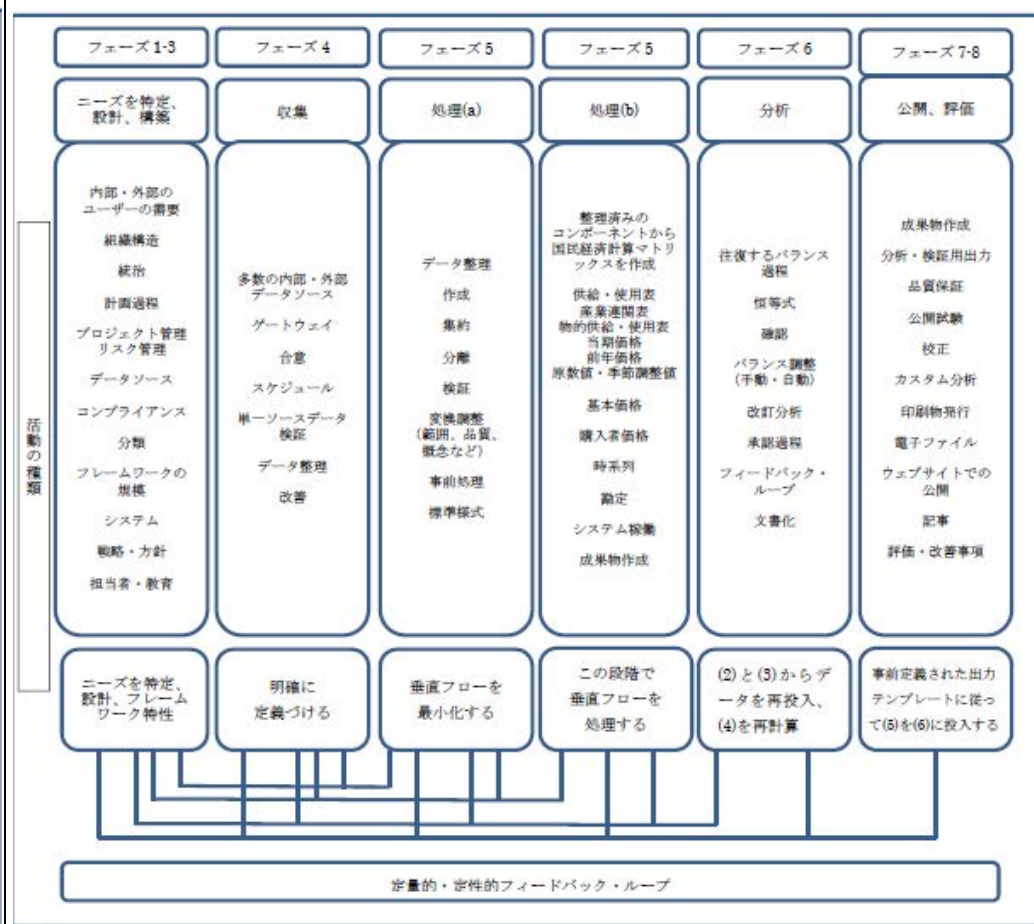 フェーズ 1-3
フェーズ 4
フェーズ 5
フェーズ 5
フェーズ 6
フェーズ 7-8
ニーズを特定、
設計、構築
収集
処理(a)
処理(b)
分析
公開、評価
活動の種類
内部・外部の
ユーザーの需要
組織構造
統治
計画過程
プロジェクト管理
リスク管理
データソース
コンプライアンス
分類
フレームワークの
規模
システム
戦略・方針
担当者・教育
多数の内部・外部
データソース
ゲートウェイ
合意
スケジュール
単一ソースデータ
検証
データ整理
改善
データ整理
作成
集約
分離
検証
変換調整
(範囲、品質、
概念など)
事前処理
標準様式
整理済みの
コンポーネントから
国民経済計算マトリ
ックスを作成
供給・使用表
産業連関表
物的供給・使用表
当期価格
前年価格
原数値・季節調整値
基本価格
購入者価格
時系列
勘定
システム稼働
成果物作成
往復するバランス
過程
恒等式
確認
バランス調整
(手動・自動)
改訂分析
承認過程
フィードバック・
ループ
文書化
成果物作成
分析・検証用出力
品質保証
公開試験
校正
カスタム分析
印刷物発行
電子ファイル
ウェブサイトでの
公開
記事
評価・改善事項
ニーズを特定、
設計、フレーム
ワーク特性
明確に
定義づける
垂直フローを
最小化する
この段階で
垂直フローを
処理する
(2)と(3)からデ
ータを再投入、
(4)を再計算
事前定義された出力
テンプレートに従っ
て(5)を(6)に投入する
定量的・定性的フィードバック・ループ